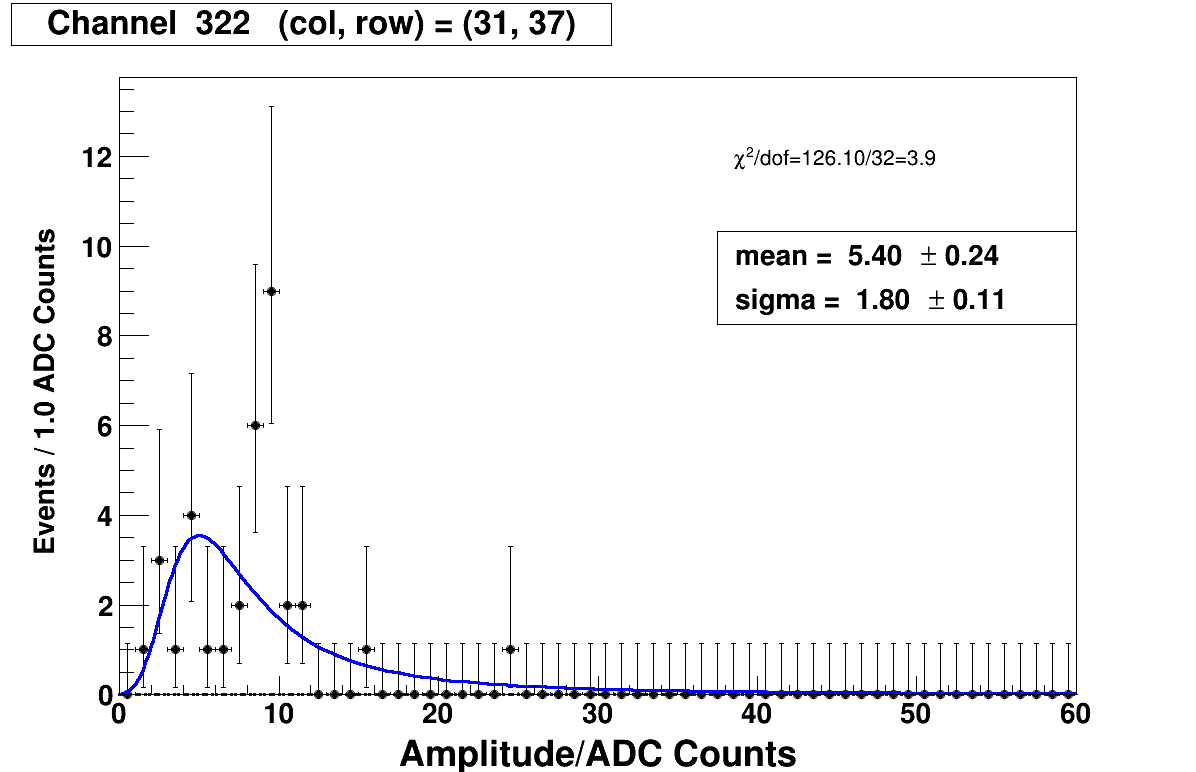 Channel 322 (col, row) = (31, 37)
χ²/dof=126.10/32=3.9
mean = 5.40 ± 0.24
sigma = 1.80 ± 0.11
Events / 1.0 ADC Counts
12
10
8
6
4
2
0
0 10 20 30 40 50 60
Amplitude/ADC Counts